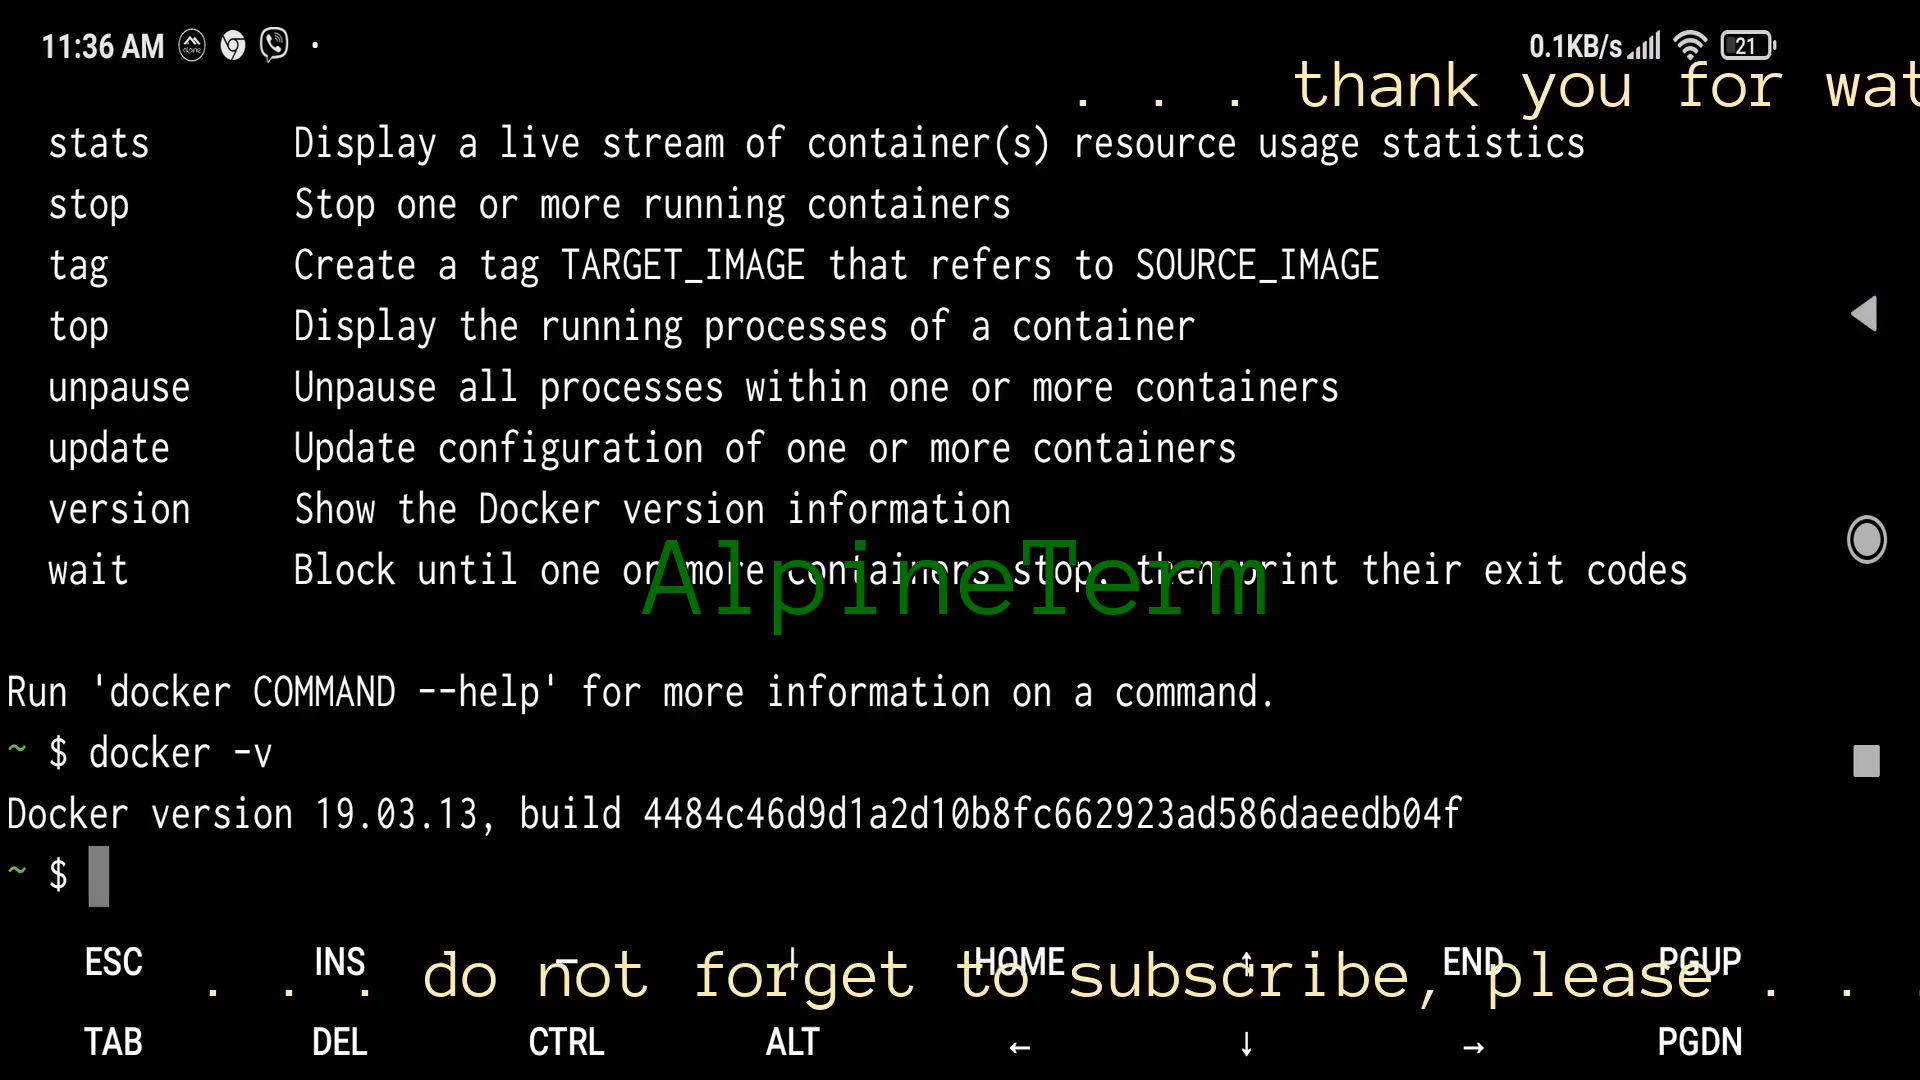 11:36 AM
0.1KB/s 21
. . . thank you for wat
stats Display a live stream of container(s) resource usage statistics
stop Stop one or more running containers
tag Create a tag TARGET_IMAGE that refers to SOURCE_IMAGE
top Display the running processes of a container
unpause Unpause all processes within one or more containers
update Update configuration of one or more containers
version Show the Docker version information
wait Block until one or more containers stop, then print their exit codes
AlpineTerm
Run 'docker COMMAND --help' for more information on a command.
~ $ docker -v
Docker version 19.03.13, build 4484c46d9d1a2d10b8fc662923ad586daeedb04f
~ $
ESC INS — | HOME ↑ END PGUP
. . . do not forget to subscribe, please . . .
TAB DEL CTRL ALT ← ↓ → PGDN